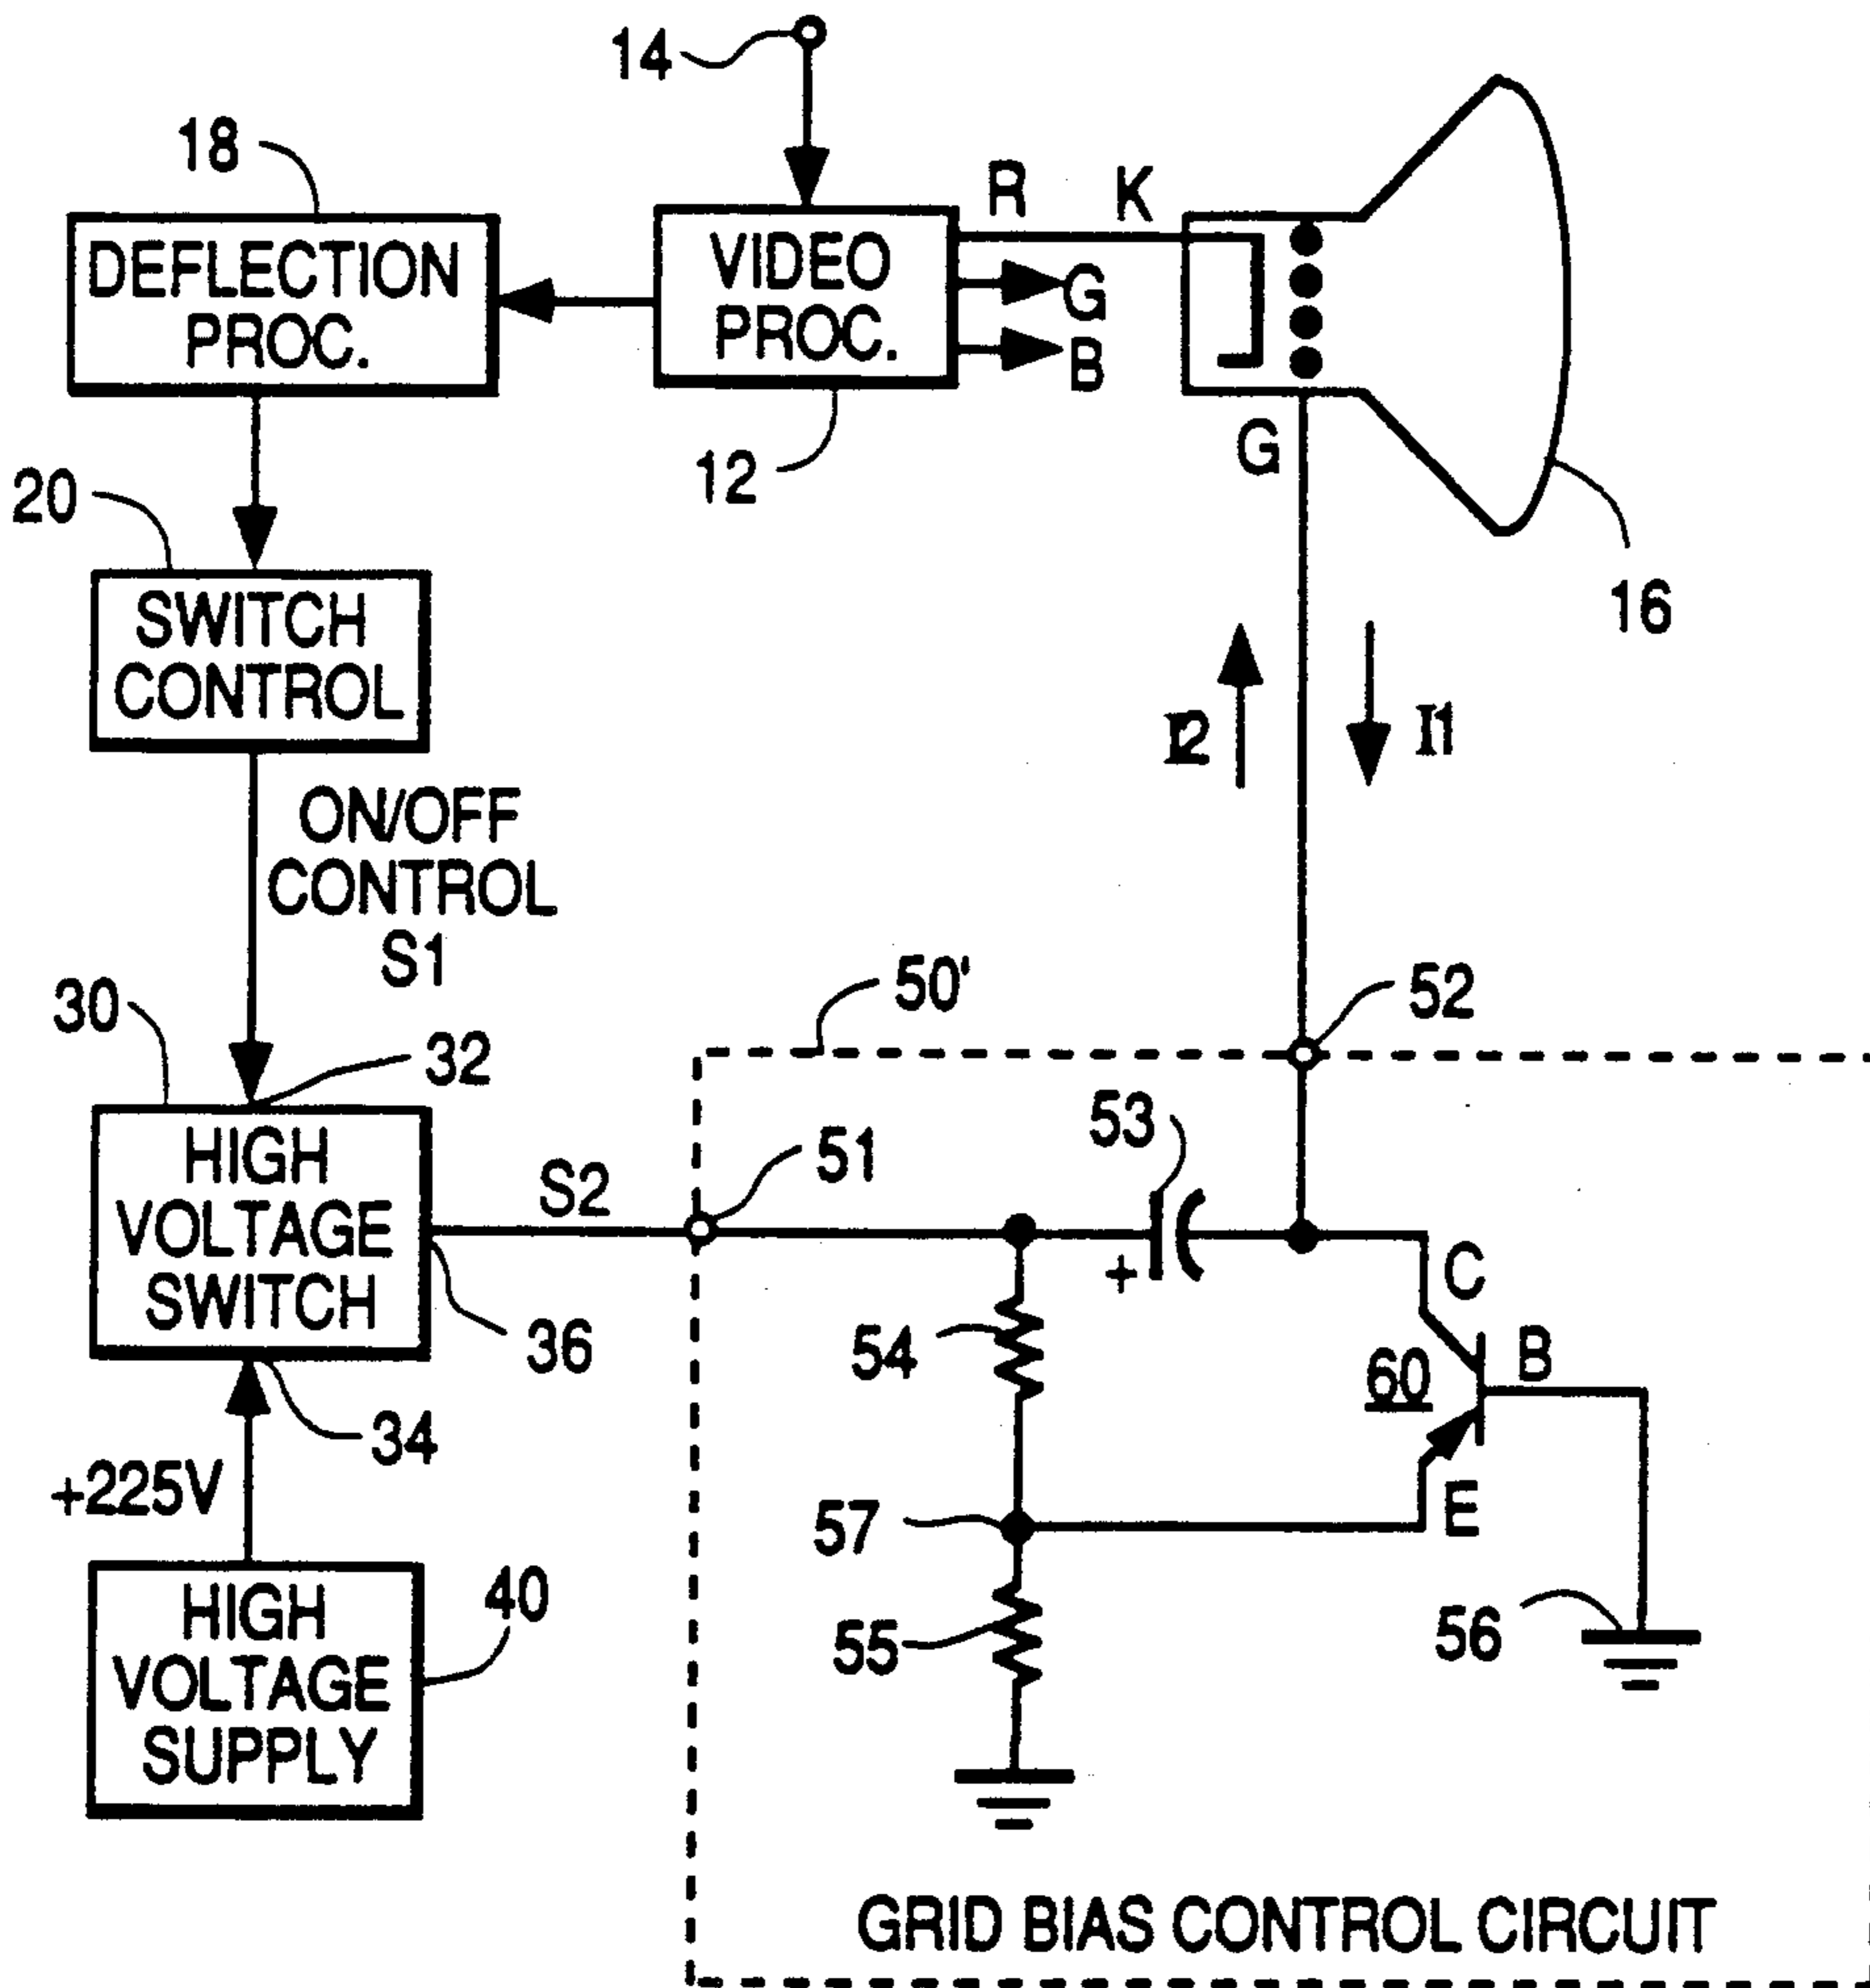 14
18
R
K
DEFLECTION
PROC.
VIDEO
PROC.
G
B
12
G
20
16
SWITCH
CONTROL
I2
I1
ON/OFF
CONTROL
S1
30
50'
52
32
53
51
HIGH
VOLTAGE
SWITCH
S2
+
C
36
54
60
B
34
+225V
57
E
40
HIGH
VOLTAGE
SUPPLY
55
56
GRID BIAS CONTROL CIRCUIT